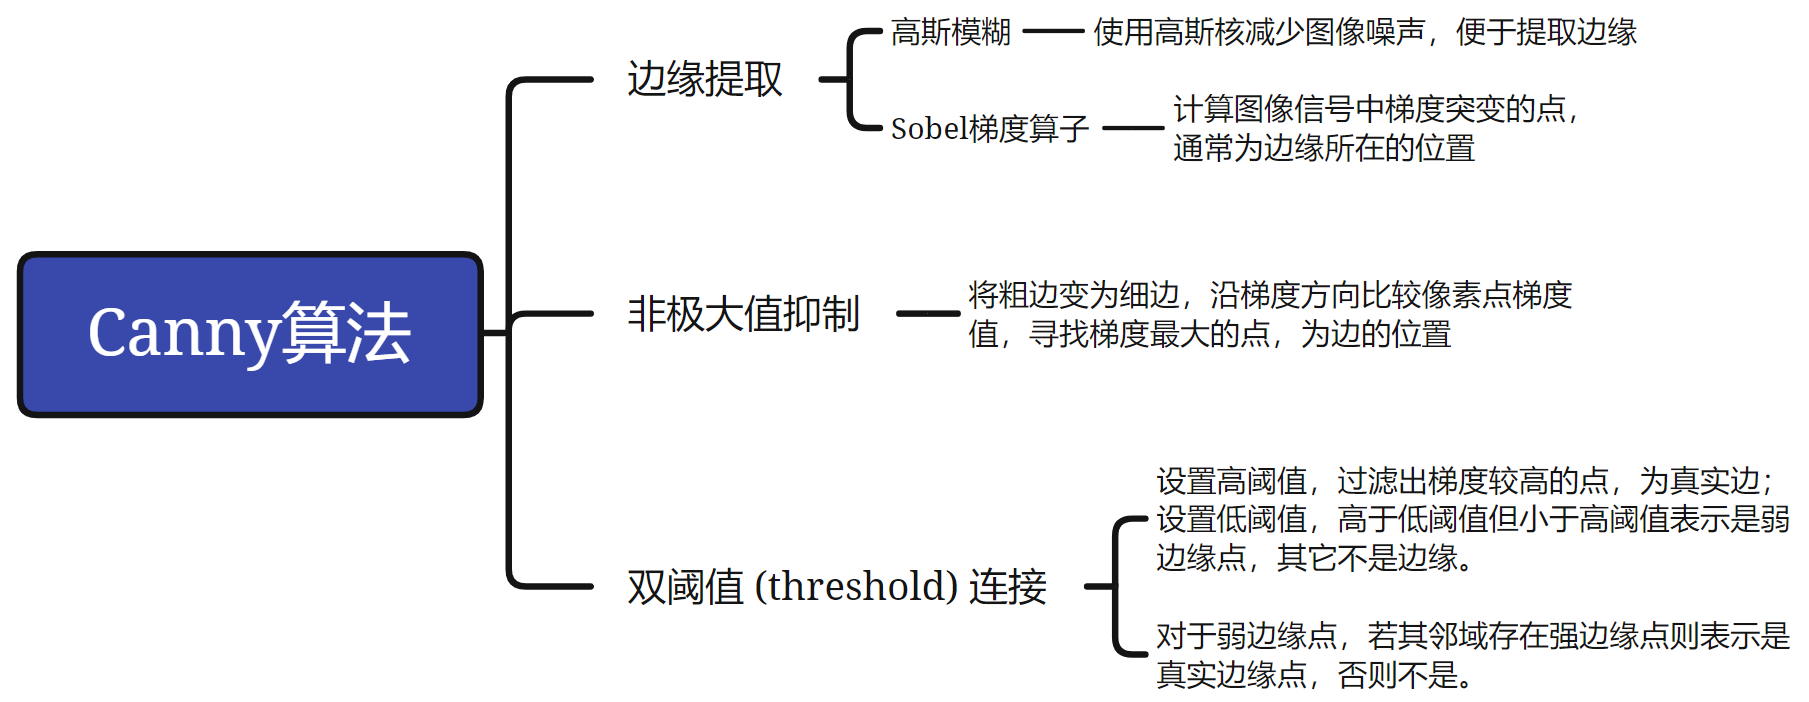 Canny算法
边缘提取
高斯模糊
使用高斯核减少图像噪声，便于提取边缘
Sobel梯度算子
计算图像信号中梯度突变的点，
通常为边缘所在的位置
非极大值抑制
将粗边变为细边，沿梯度方向比较像素点梯度
值，寻找梯度最大的点，为边的位置
双阈值 (threshold) 连接
设置高阈值，过滤出梯度较高的点，为真实边；
设置低阈值，高于低阈值但小于高阈值表示是弱
边缘点，其它不是边缘。
对于弱边缘点，若其邻域存在强边缘点则表示是
真实边缘点，否则不是。